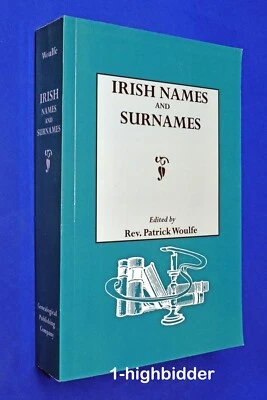 Woulfe
IRISH
NAMES
AND
SURNAMES
Genealogical
Publishing
Company
IRISH NAMES
AND
SURNAMES
Edited by
Rev. Patrick Woulfe
1-highbidder